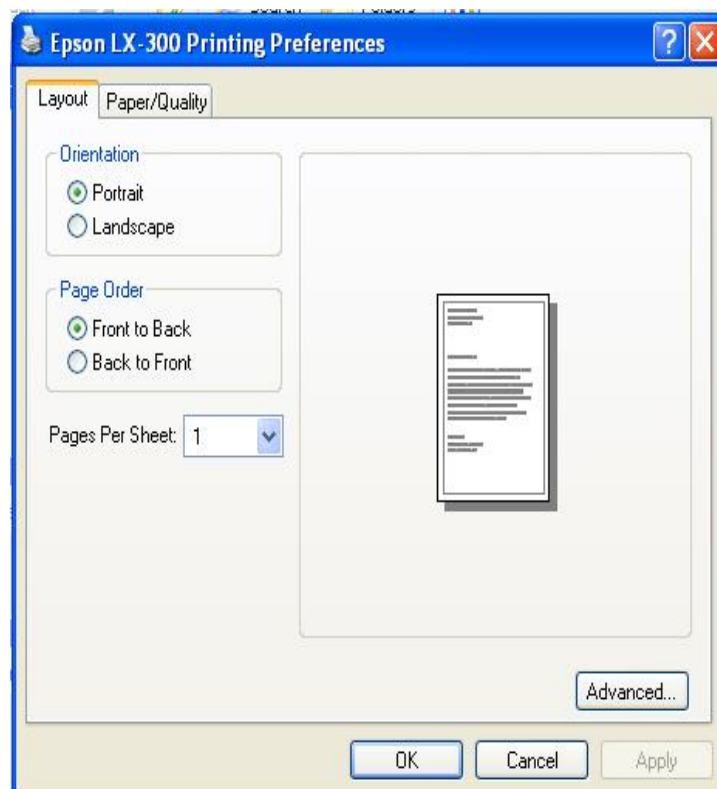 Epson LX-300 Printing Preferences
Layout
Paper/Quality
Orientation
Portrait
Landscape
Page Order
Front to Back
Back to Front
Pages Per Sheet: 1
Advanced...
OK
Cancel
Apply